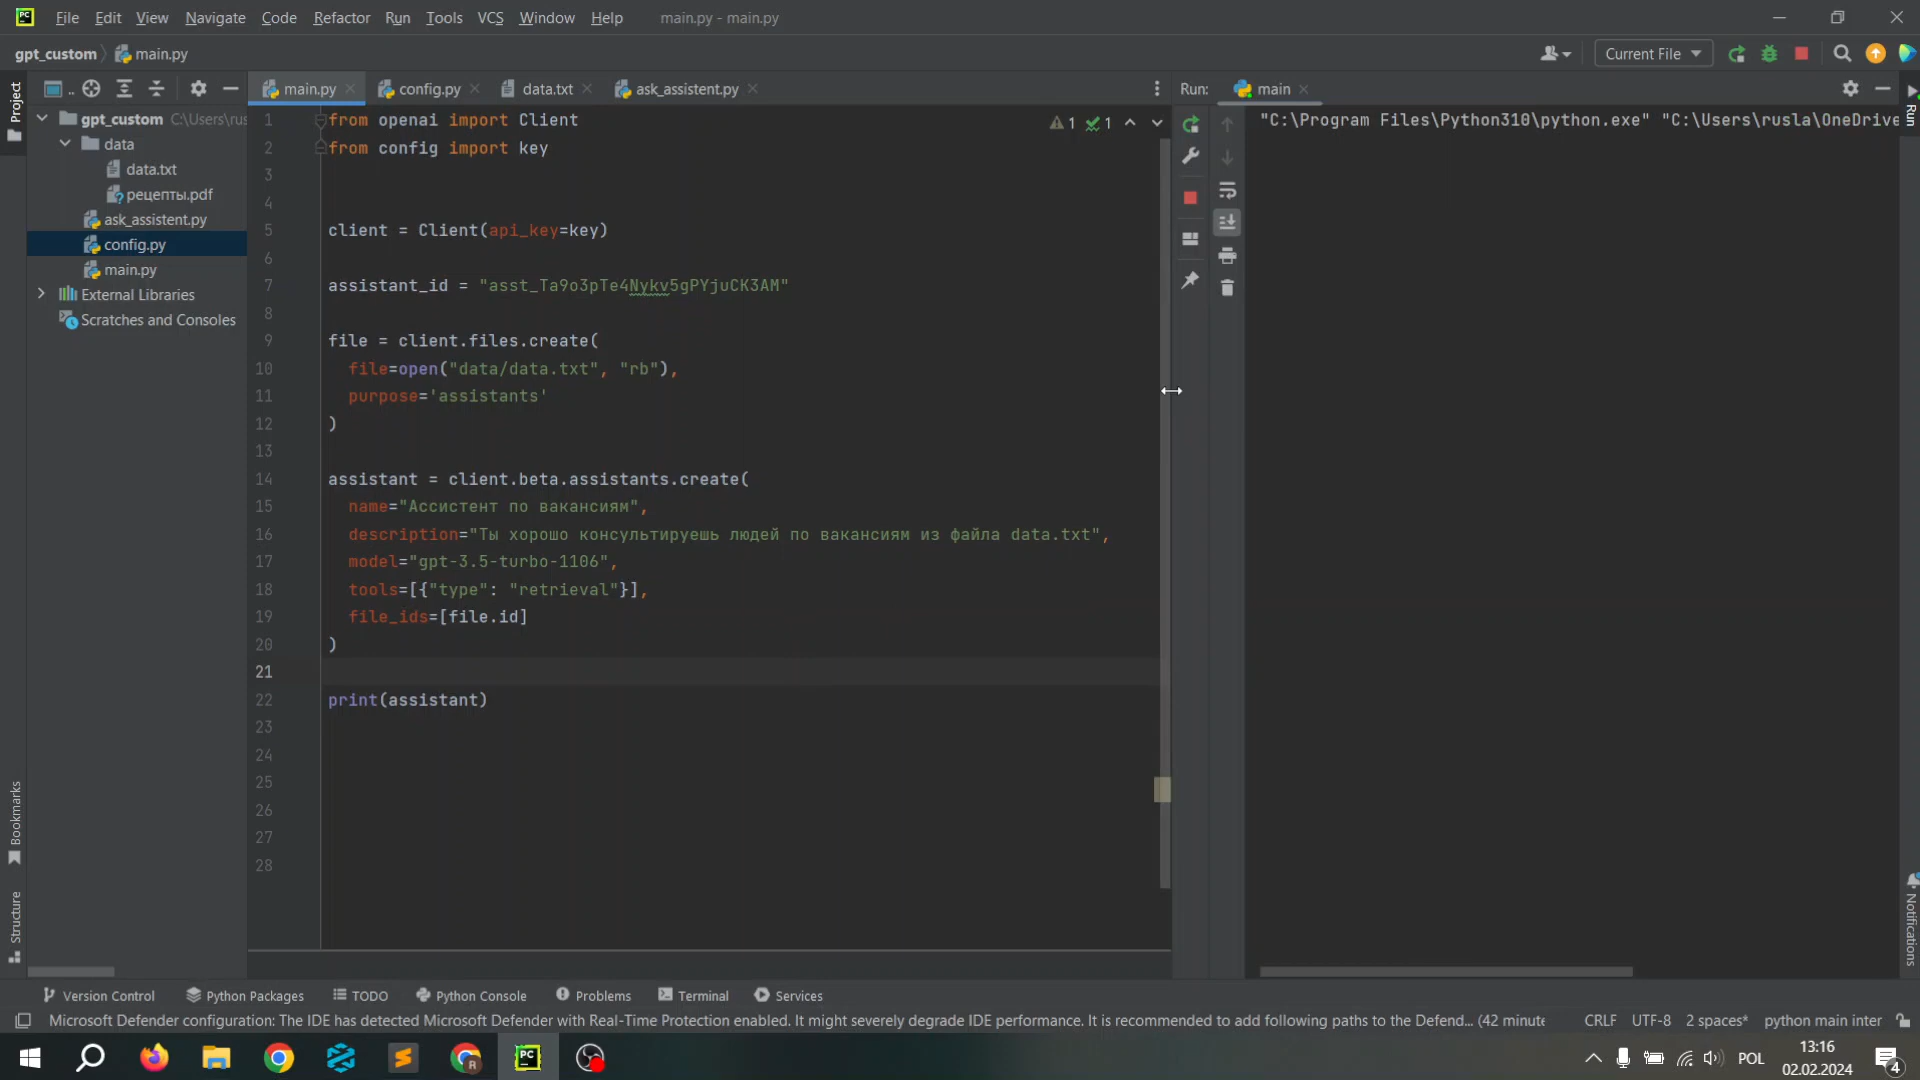 File Edit View Navigate Code Refactor Run Tools VCS Window Help main.py - main.py
gpt_custom main.py Current File
Project
main.py config.py data.txt ask_assistent.py
Run: main
Run
gpt_custom C:\Users\rus
data
data.txt
рецепты.pdf
ask_assistent.py
config.py
main.py
External Libraries
Scratches and Consoles
1 from openai import Client
2 from config import key
3
4
5 client = Client(api_key=key)
6
7 assistant_id = "asst_Ta9o3pTe4Nykv5gPYjuCK3AM"
8
9 file = client.files.create(
10 file=open("data/data.txt", "rb"),
11 purpose='assistants'
12 )
13
14 assistant = client.beta.assistants.create(
15 name="Ассистент по вакансиям",
16 description="Ты хорошо консультируешь людей по вакансиям из файла data.txt",
17 model="gpt-3.5-turbo-1106",
18 tools=[{"type": "retrieval"}],
19 file_ids=[file.id]
20 )
21
22 print(assistant)
23
24
25
26
27
28
1 1
"C:\Program Files\Python310\python.exe" "C:\Users\rusla\OneDrive
Bookmarks
Structure
Notifications
Version Control Python Packages TODO Python Console Problems Terminal Services
Microsoft Defender configuration: The IDE has detected Microsoft Defender with Real-Time Protection enabled. It might severely degrade IDE performance. It is recommended to add following paths to the Defend... (42 minute CRLF UTF-8 2 spaces* python main inter
POL 13:16
02.02.2024 4